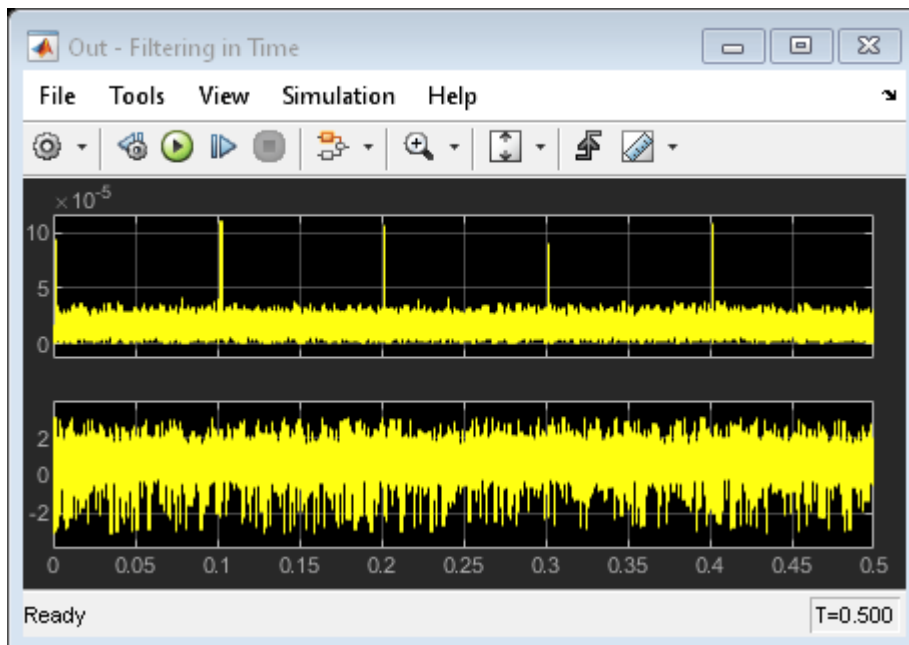 Out - Filtering in Time
File Tools View Simulation Help
×10⁻⁵
10
5
0
2
0
-2
0 0.05 0.1 0.15 0.2 0.25 0.3 0.35 0.4 0.45 0.5
Ready T=0.500